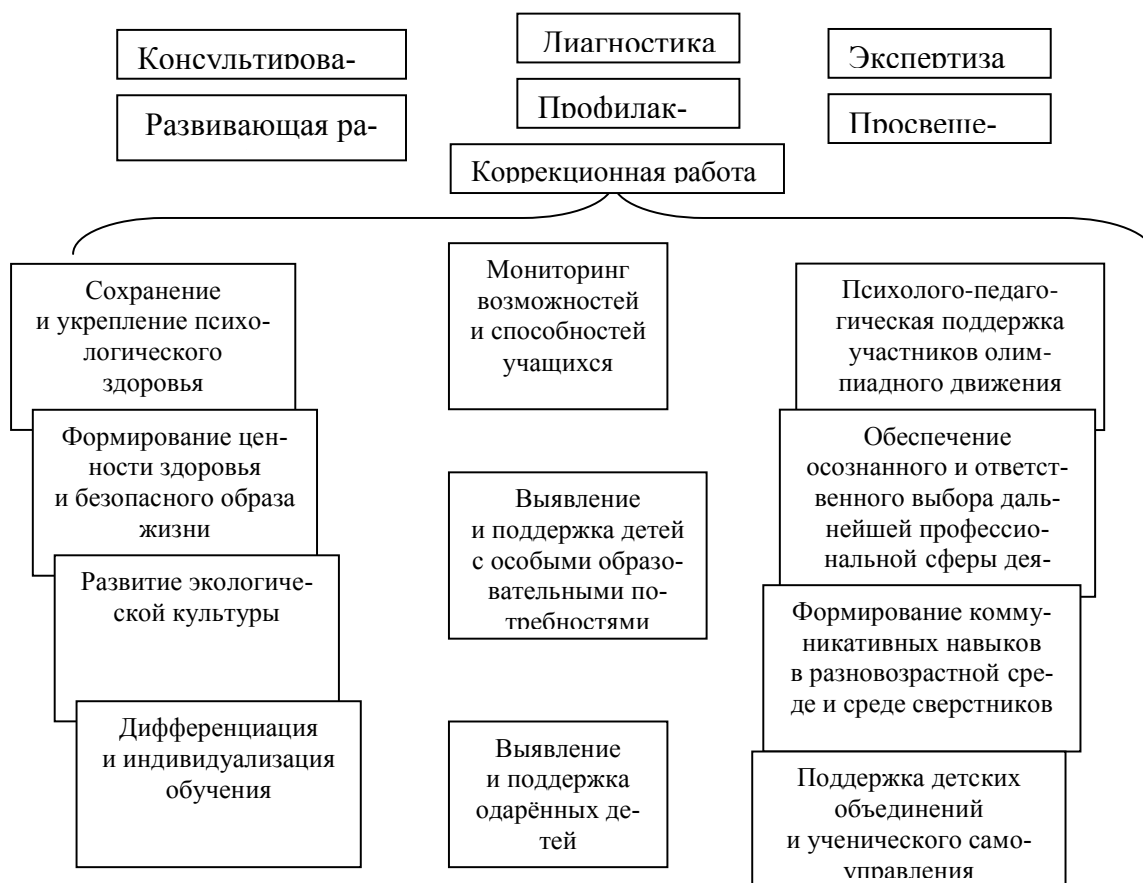 Консультирова-
Диагностика
Экспертиза
Развивающая ра-
Профилак-
Просвеще-
Коррекционная работа
Сохранение
и укрепление психо-
логического
здоровья
Формирование цен-
ности здоровья
и безопасного образа
жизни
Развитие экологиче-
ской культуры
Дифференциация
и индивидуализация
обучения
Мониторинг
возможностей
и способностей
учащихся
Выявление
и поддержка детей
с особыми образо-
вательными по-
требностями
Выявление
и поддержка
одарённых де-
тей
Психолого-педаго-
гическая поддержка
участников олим-
пиадного движения
Обеспечение
осознанного и ответст-
венного выбора даль-
нейшей профессио-
нальной сферы дея-
Формирование комму-
никативных навыков
в разновозрастной сре-
де и среде сверстников
Поддержка детских
объединений
и ученического само-
управления